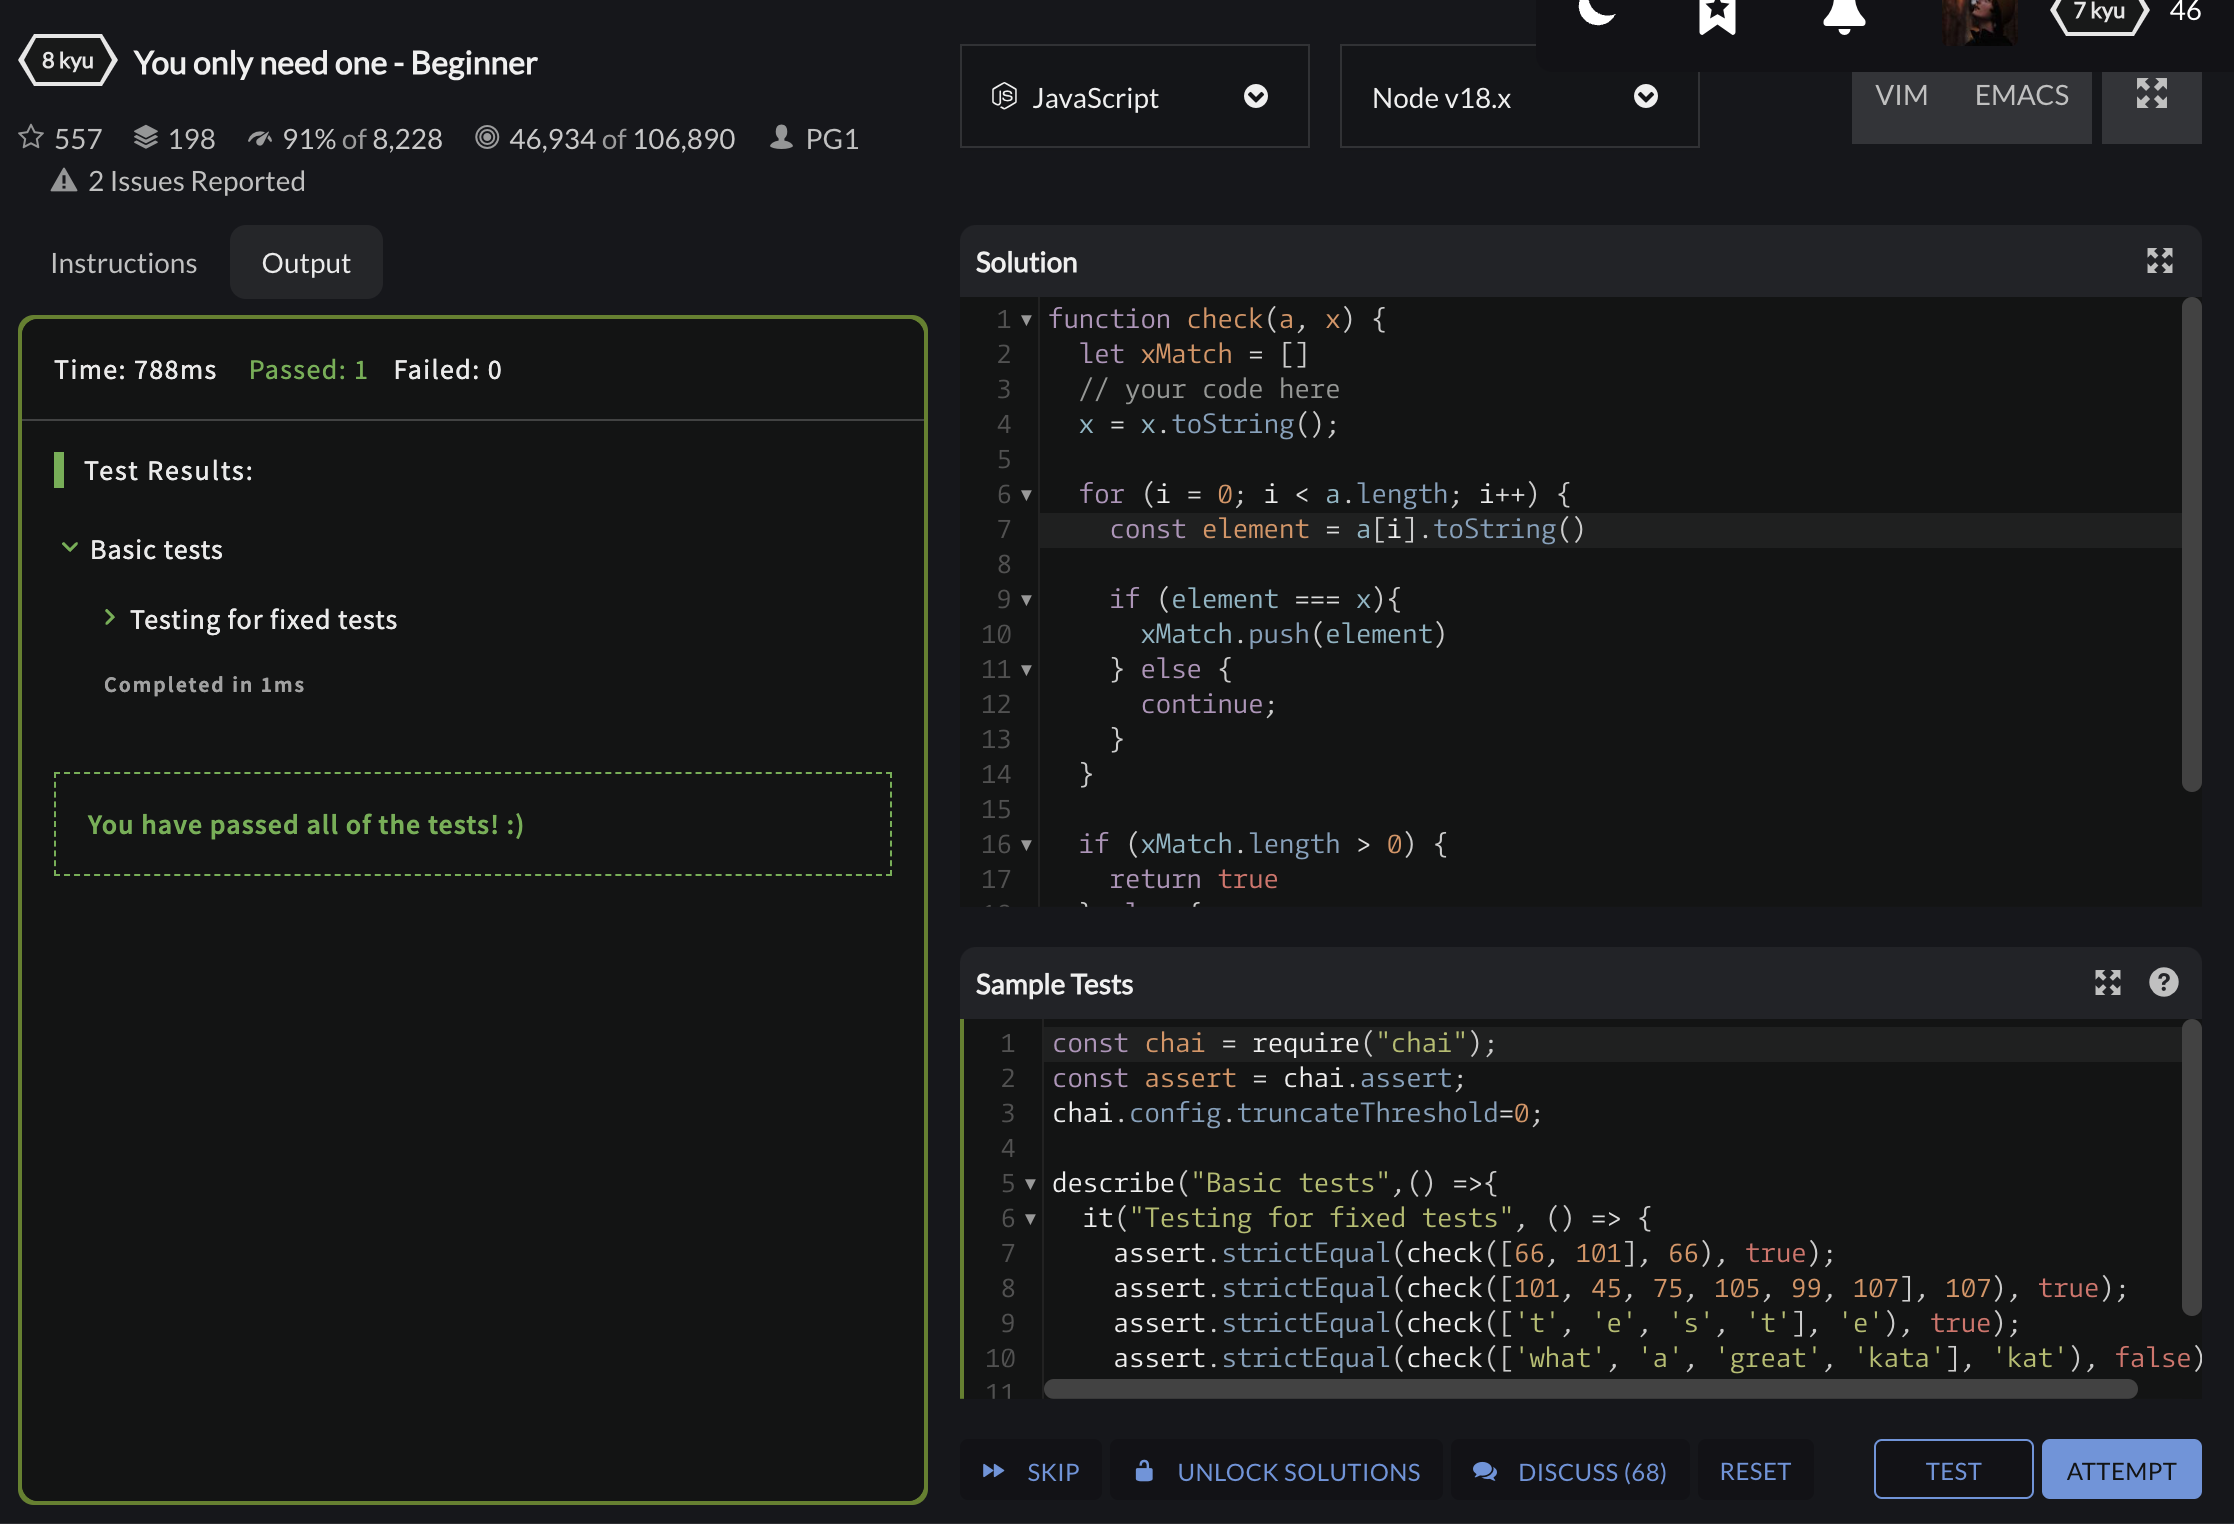 8 kyu You only need one - Beginner
557 198 91% of 8,228 46,934 of 106,890 PG1
2 Issues Reported
7 kyu 46
JavaScript
Node v18.x
VIM EMACS
Instructions Output
Time: 788ms Passed: 1 Failed: 0
Test Results:
Basic tests
Testing for fixed tests
Completed in 1ms
You have passed all of the tests! :)
Solution
1 function check(a, x) {
2 let xMatch = []
3 // your code here
4 x = x.toString();
5
6 for (i = 0; i < a.length; i++) {
7 const element = a[i].toString()
8
9 if (element === x){
10 xMatch.push(element)
11 } else {
12 continue;
13 }
14 }
15
16 if (xMatch.length > 0) {
17 return true
Sample Tests
1 const chai = require("chai");
2 const assert = chai.assert;
3 chai.config.truncateThreshold=0;
4
5 describe("Basic tests",() =>{
6 it("Testing for fixed tests", () => {
7 assert.strictEqual(check([66, 101], 66), true);
8 assert.strictEqual(check([101, 45, 75, 105, 99, 107], 107), true);
9 assert.strictEqual(check(['t', 'e', 's', 't'], 'e'), true);
10 assert.strictEqual(check(['what', 'a', 'great', 'kata'], 'kat'), false)
11
SKIP UNLOCK SOLUTIONS DISCUSS (68) RESET TEST ATTEMPT